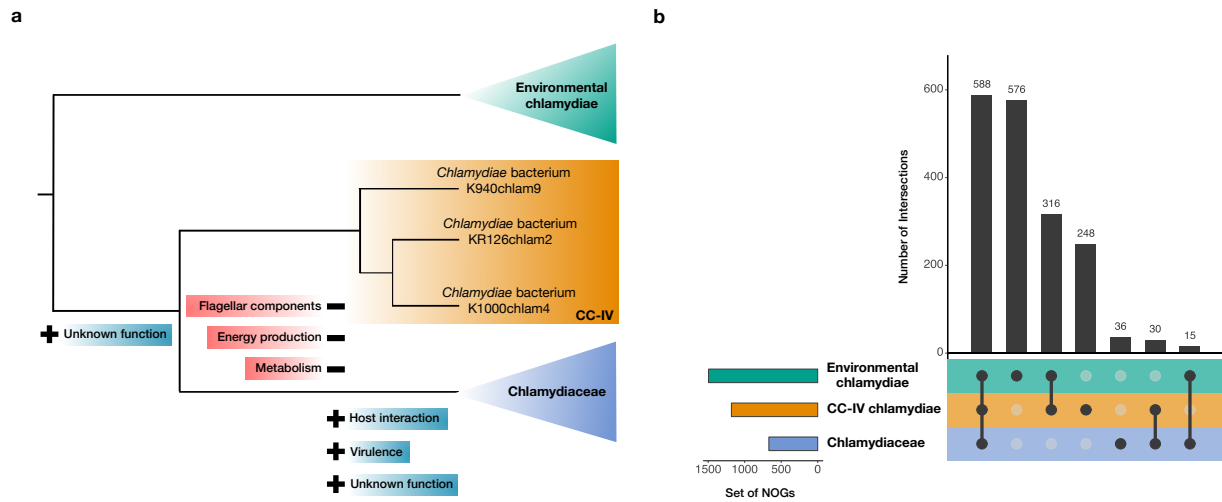 a
Environmental
chlamydiae
Chlamydiae bacterium
K940chlam9
Chlamydiae bacterium
KR126chlam2
Chlamydiae bacterium
K1000chlam4
CC-IV
Flagellar components −
+ Unknown function
Energy production −
Metabolism −
Chlamydiaceae
+ Host interaction
+ Virulence
+ Unknown function
b
Number of Intersections
600
400
200
0
588
576
316
248
36
30
15
Environmental
chlamydiae
CC-IV chlamydiae
Chlamydiaceae
1500 1000 500 0
Set of NOGs